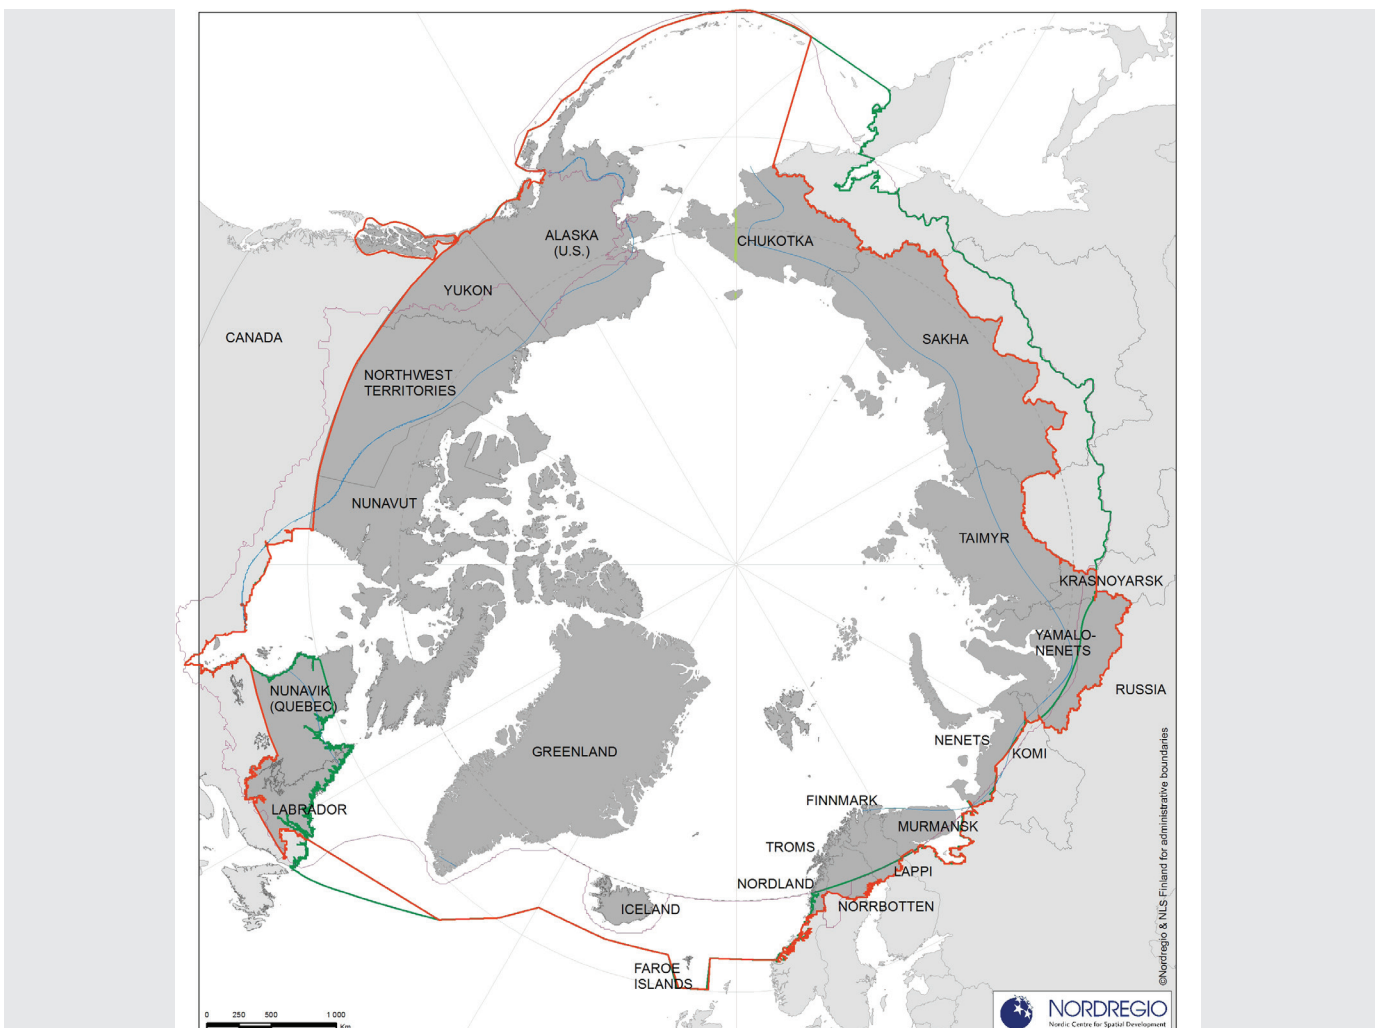 ALASKA
(U.S.)
CHUKOTKA
YUKON
CANADA
SAKHA
NORTHWEST
TERRITORIES
NUNAVUT
TAIMYR
KRASNOYARSK
YAMALO-
NENETS
NUNAVIK
(QUEBEC)
RUSSIA
NENETS
KOMI
GREENLAND
FINNMARK
LABRADOR
MURMANSK
TROMS
LAPPI
NORDLAND
NORRBOTTEN
ICELAND
FAROE
ISLANDS
©Nordregio & NLS Finland for administrative boundaries
0 250 500 1 000
Km
NORDREGIO
Nordic Centre for Spatial Development